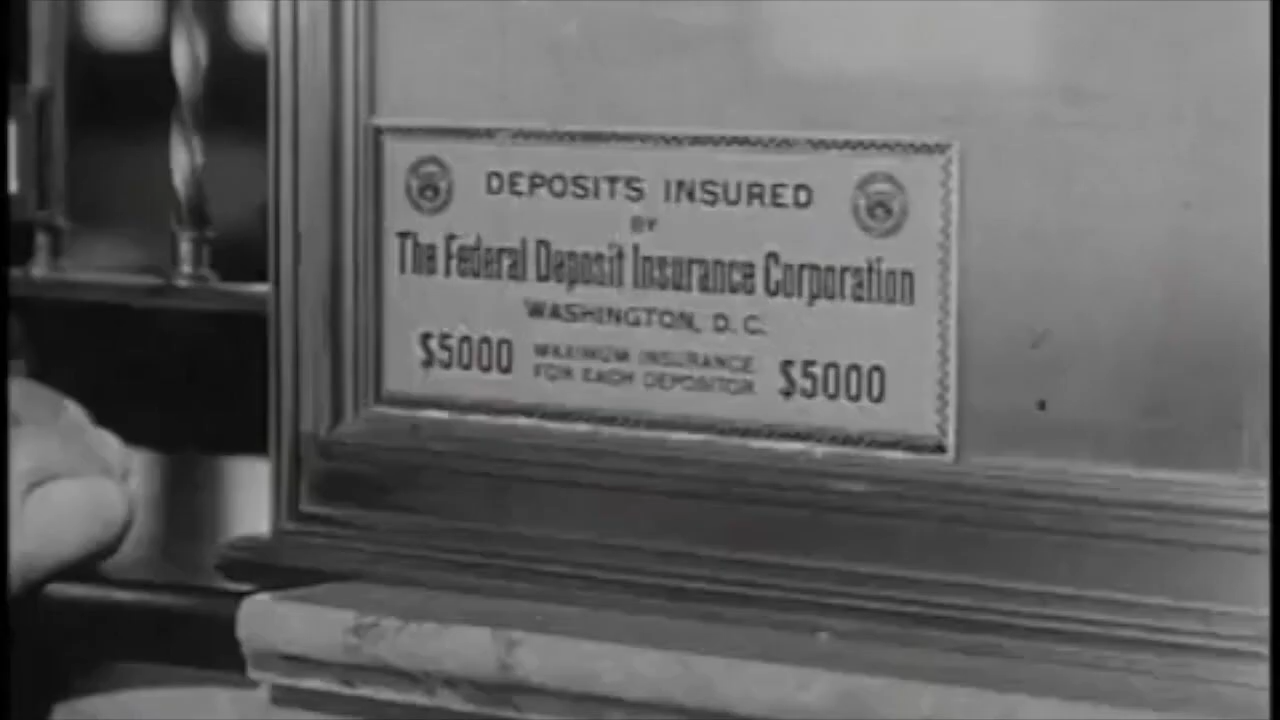 DEPOSITS INSURED
BY
The Federal Deposit Insurance Corporation
WASHINGTON, D. C.
$5000 MAXIMUM INSURANCE FOR EACH DEPOSITOR $5000